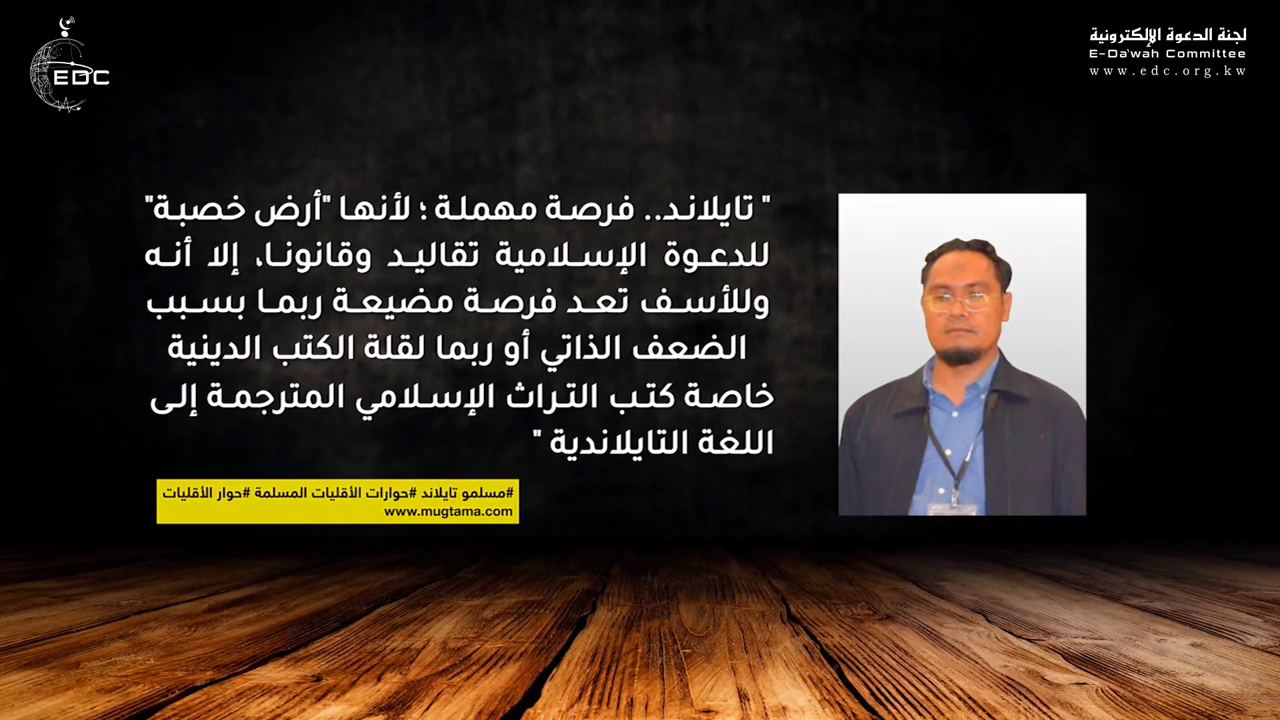 EDC
لجنة الدعوة الإلكترونية
E-Da'wah Committee
www.edc.org.kw
" تايلاند.. فرصة مهملة ؛ لأنها "أرض خصبة"
للدعوة الإسلامية تقاليد وقانونا، إلا أنه
وللأسف تعد فرصة مضيعة ربما بسبب
الضعف الذاتي أو ربما لقلة الكتب الدينية
خاصة كتب التراث الإسلامي المترجمة إلى
اللغة التايلاندية "
#مسلمو تايلاند #حوارات الأقليات المسلمة #حوار الأقليات
www.mugtama.com